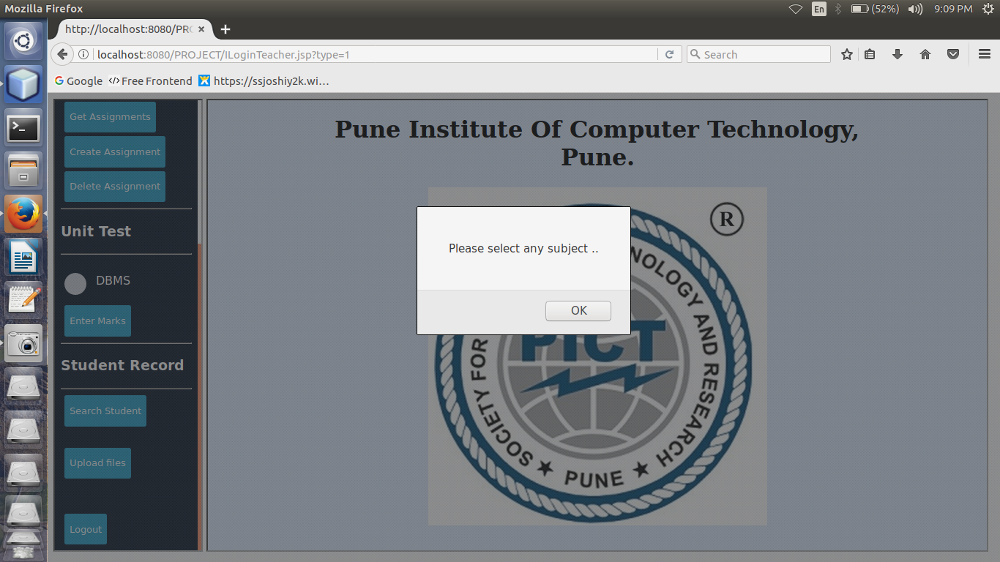 Mozilla Firefox
En
(52%)
9:09 PM
http://localhost:8080/PRO
localhost:8080/PROJECT/ILoginTeacher.jsp?type=1
Search
Google
Free Frontend
https://ssjoshiy2k.wi...
Get Assignments
Create Assignment
Delete Assignment
Unit Test
DBMS
Enter Marks
Student Record
Search Student
Upload files
Logout
Pune Institute Of Computer Technology,
Pune.
Please select any subject ..
OK
R
SOCIETY FOR
NOLOGY AND RESEARCH
PICT
★ PUNE ★